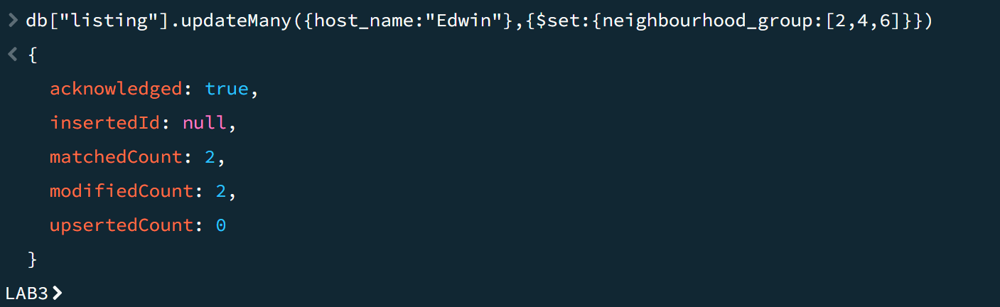 > db["listing"].updateMany({host_name:"Edwin"},{$set:{neighbourhood_group:[2,4,6]}})
< {
acknowledged: true,
insertedId: null,
matchedCount: 2,
modifiedCount: 2,
upsertedCount: 0
}
LAB3>